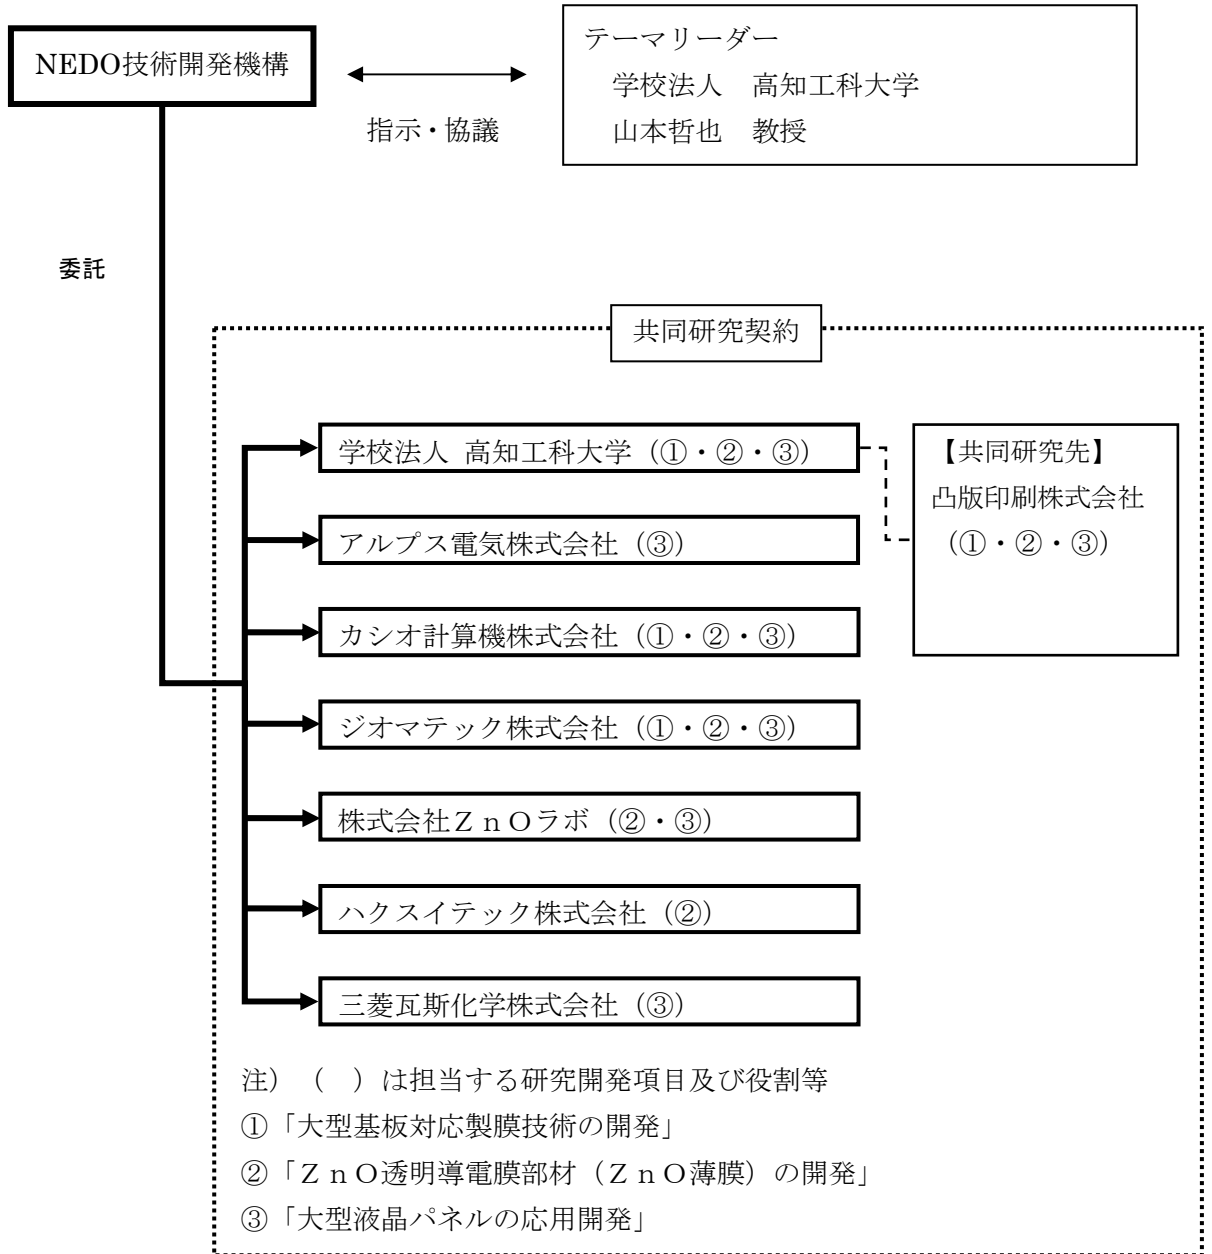 NEDO技術開発機構
テーマリーダー
学校法人　高知工科大学
山本哲也　教授
指示・協議
委託
共同研究契約
学校法人 高知工科大学（①・②・③）
【共同研究先】
凸版印刷株式会社
（①・②・③）
アルプス電気株式会社（③）
カシオ計算機株式会社（①・②・③）
ジオマテック株式会社（①・②・③）
株式会社ＺｎＯラボ（②・③）
ハクスイテック株式会社（②）
三菱瓦斯化学株式会社（③）
注）（　）は担当する研究開発項目及び役割等
①「大型基板対応製膜技術の開発」
②「ＺｎＯ透明導電膜部材（ＺｎＯ薄膜）の開発」
③「大型液晶パネルの応用開発」